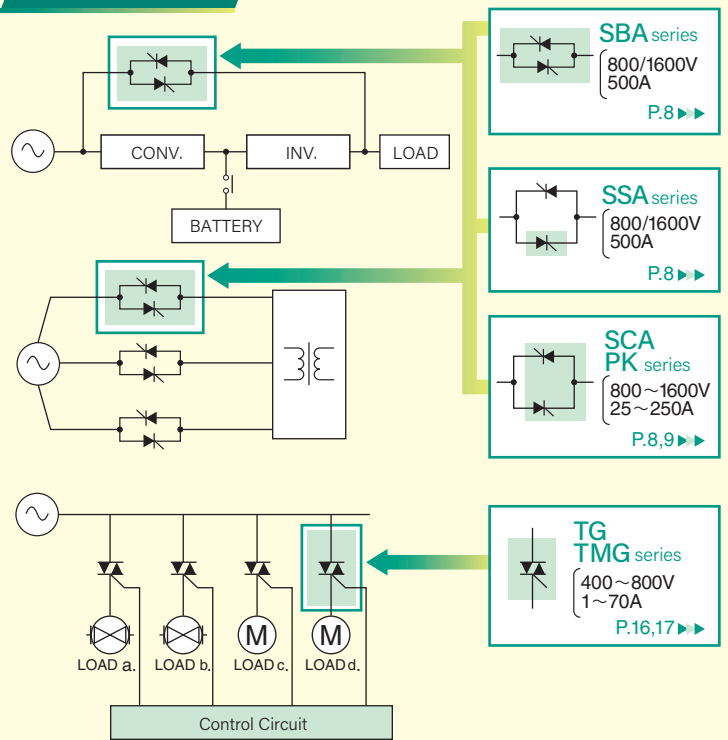 SBA series
800/1600V
500A
P.8
CONV.
INV.
LOAD
BATTERY
SSA series
800/1600V
500A
P.8
SCA
PK series
800~1600V
25~250A
P.8,9
TG
TMG series
400~800V
1~70A
P.16,17
M
M
LOAD a.
LOAD b.
LOAD c.
LOAD d.
Control Circuit